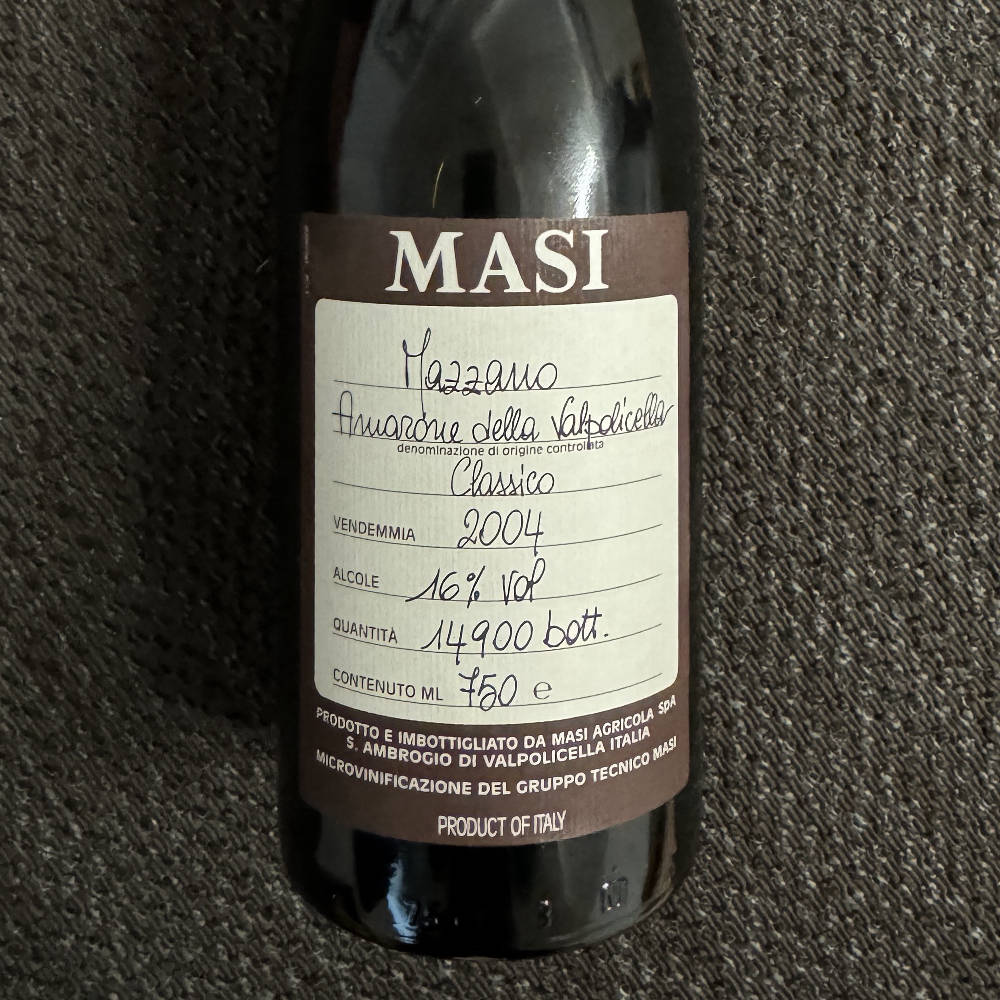 MASI
Mazzano
Amarone della Valpolicella
denominazione di origine controllata
Classico
VENDEMMIA 2004
ALCOLE 16% vol
QUANTITÀ 14900 bott.
CONTENUTO ML 750 e
PRODOTTO E IMBOTTIGLIATO DA MASI AGRICOLA SpA
S. AMBROGIO DI VALPOLICELLA ITALIA
MICROVINIFICAZIONE DEL GRUPPO TECNICO MASI
PRODUCT OF ITALY